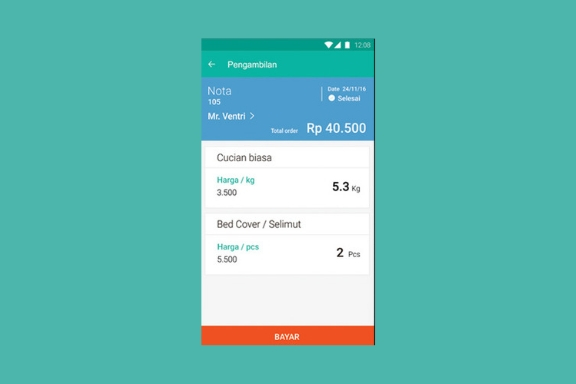 12:08
Pengambilan
Nota
105
Date 24/11/16
Selesai
Mr. Ventri
Total order Rp 40.500
Cucian biasa
Harga / kg
3.500
5.3 Kg
Bed Cover / Selimut
Harga / pcs
5.500
2 Pcs
BAYAR